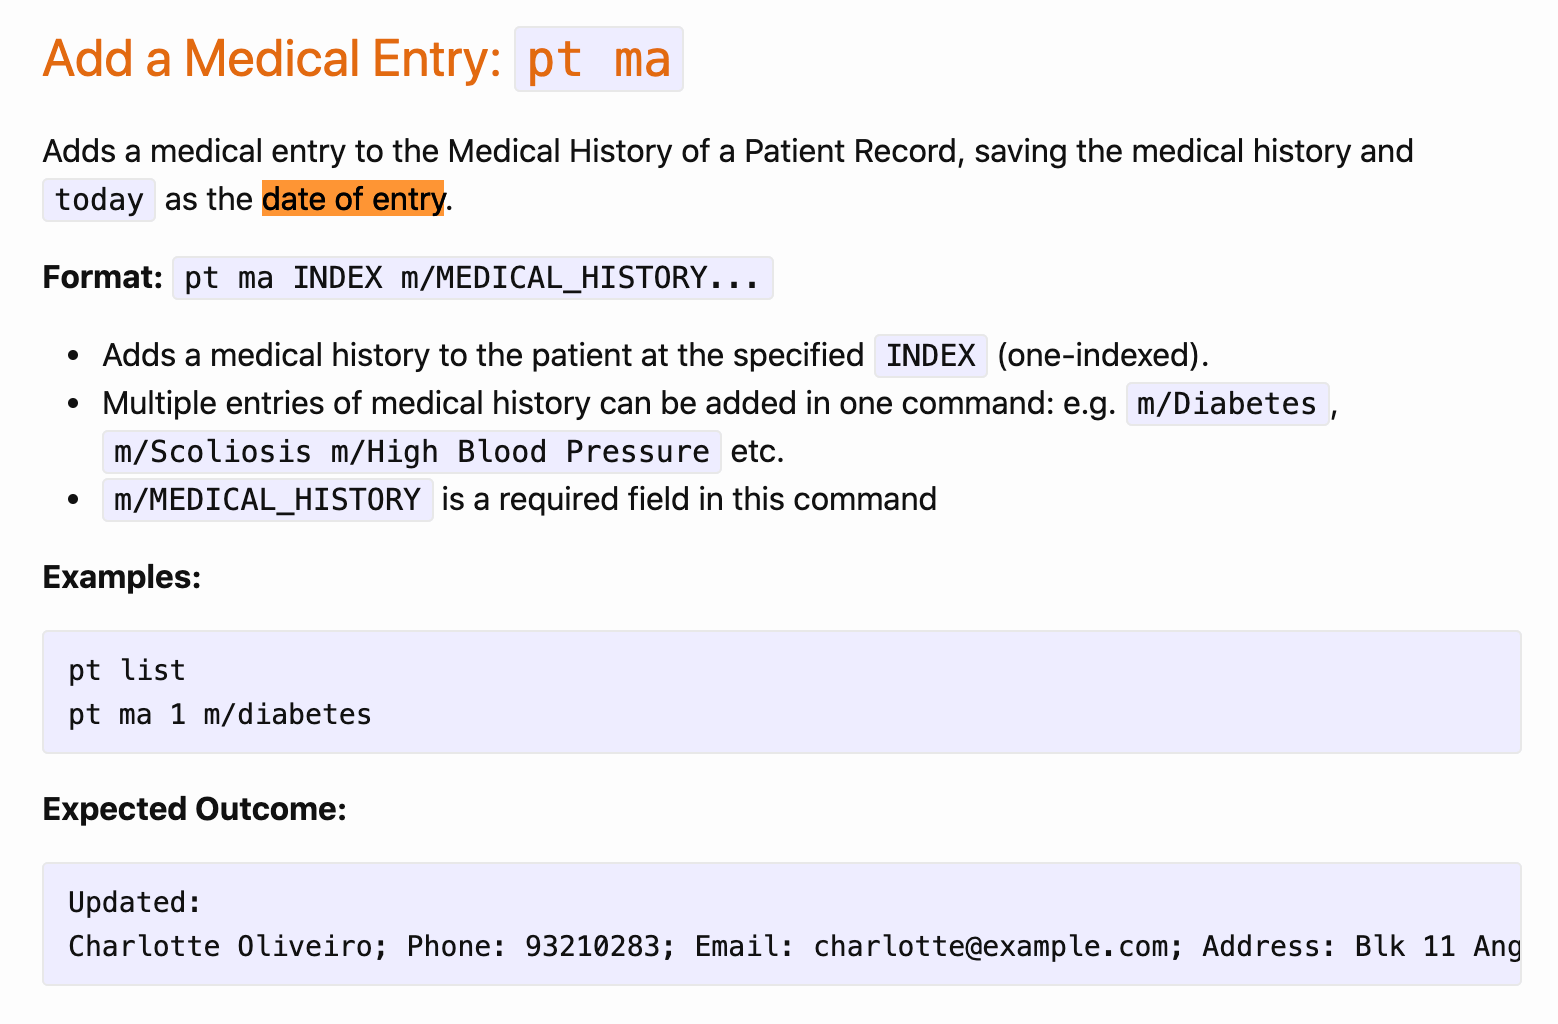 Add a Medical Entry: pt ma
Adds a medical entry to the Medical History of a Patient Record, saving the medical history and
today as the date of entry.
Format: pt ma INDEX m/MEDICAL_HISTORY...
• Adds a medical history to the patient at the specified INDEX (one-indexed).
• Multiple entries of medical history can be added in one command: e.g. m/Diabetes,
m/Scoliosis m/High Blood Pressure etc.
• m/MEDICAL_HISTORY is a required field in this command
Examples:
pt list
pt ma 1 m/diabetes
Expected Outcome:
Updated:
Charlotte Oliveiro; Phone: 93210283; Email: charlotte@example.com; Address: Blk 11 Ang